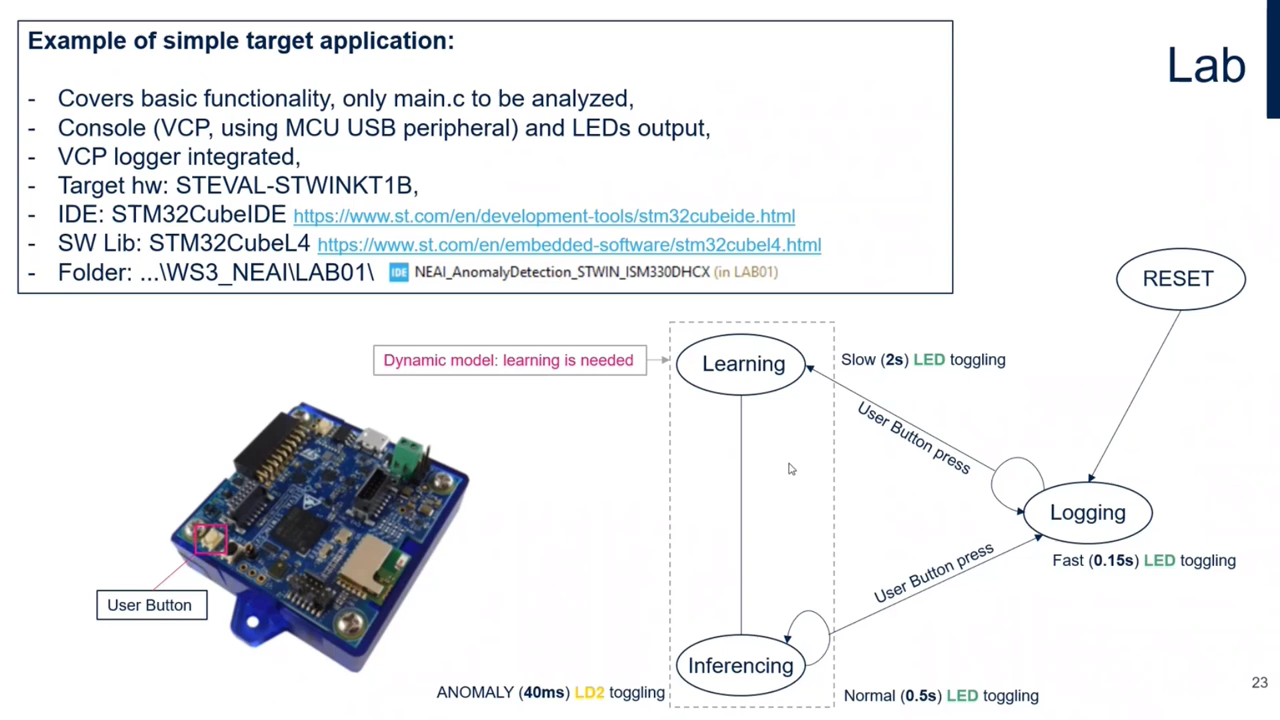 Example of simple target application:
Lab
- Covers basic functionality, only main.c to be analyzed,
- Console (VCP, using MCU USB peripheral) and LEDs output,
- VCP logger integrated,
- Target hw: STEVAL-STWINKT1B,
- IDE: STM32CubeIDE https://www.st.com/en/development-tools/stm32cubeide.html
- SW Lib: STM32CubeL4 https://www.st.com/en/embedded-software/stm32cubel4.html
- Folder: ...\WS3_NEAI\LAB01\ IDE NEAI_AnomalyDetection_STWIN_ISM330DHCX (in LAB01)
RESET
Dynamic model: learning is needed
Learning
Slow (2s) LED toggling
User Button press
Logging
Fast (0.15s) LED toggling
User Button press
User Button
Inferencing
ANOMALY (40ms) LD2 toggling
Normal (0.5s) LED toggling
23